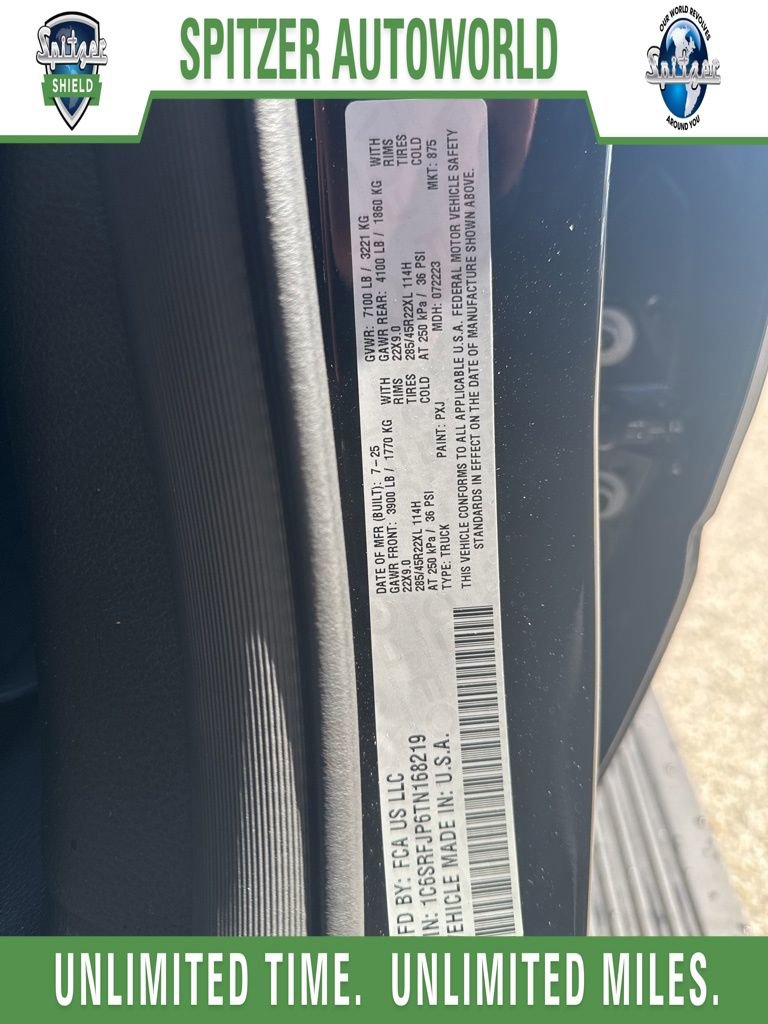 Spitzer
SHIELD
SPITZER AUTOWORLD
OUR WORLD REVOLVES
Spitzer
AROUND YOU
FD BY: FCA US LLC
IN: 1C6SRFJP6TN168219
EHICLE MADE IN: U.S.A.
DATE OF MFR (BUILT): 7-25 GVWR: 7100 LB / 3221 KG
GAWR FRONT: 3900 LB / 1770 KG WITH GAWR REAR: 4100 LB / 1860 KG WITH
22X9.0 RIMS 22X9.0 RIMS
285/45R22XL 114H TIRES 285/45R22XL 114H TIRES
AT 250 kPa / 36 PSI COLD AT 250 kPa / 36 PSI COLD
TYPE: TRUCK PAINT: PXJ MDH: 072223 MKT: 875
THIS VEHICLE CONFORMS TO ALL APPLICABLE U.S.A. FEDERAL MOTOR VEHICLE SAFETY
STANDARDS IN EFFECT ON THE DATE OF MANUFACTURE SHOWN ABOVE.
UNLIMITED TIME. UNLIMITED MILES.